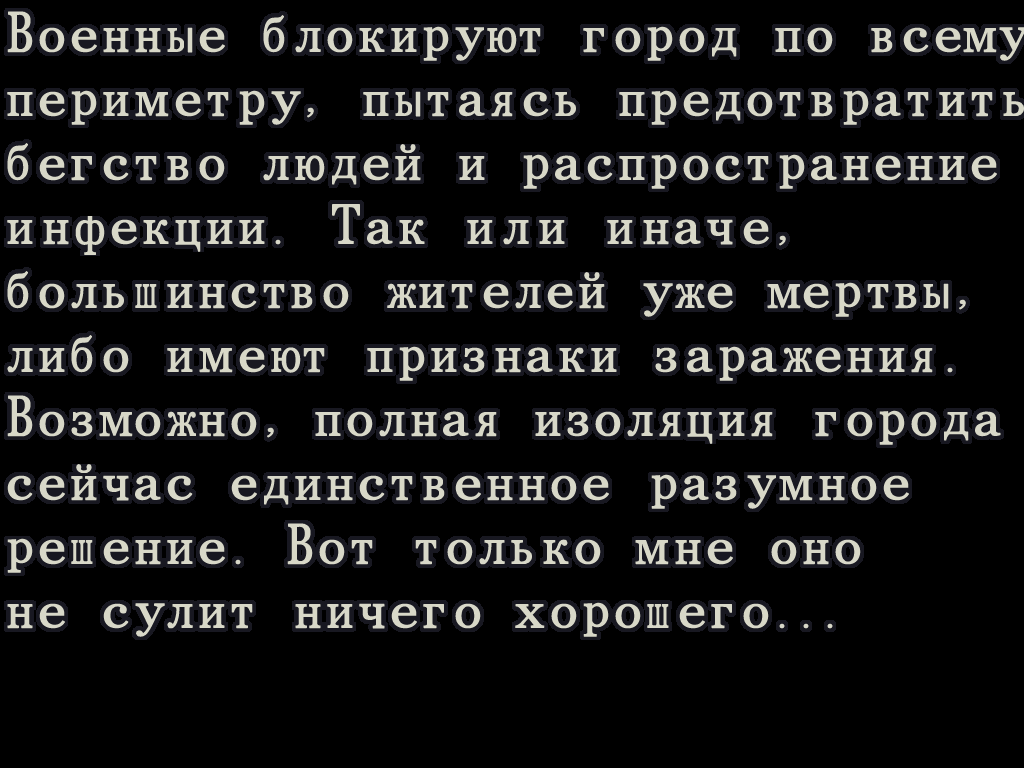 Военные блокируют город по всему
периметру, пытаясь предотвратить
бегство людей и распространение
инфекции. Так или иначе,
большинство жителей уже мертвы,
либо имеют признаки заражения.
Возможно, полная изоляция города
сейчас единственное разумное
решение. Вот только мне оно
не сулит ничего хорошего...